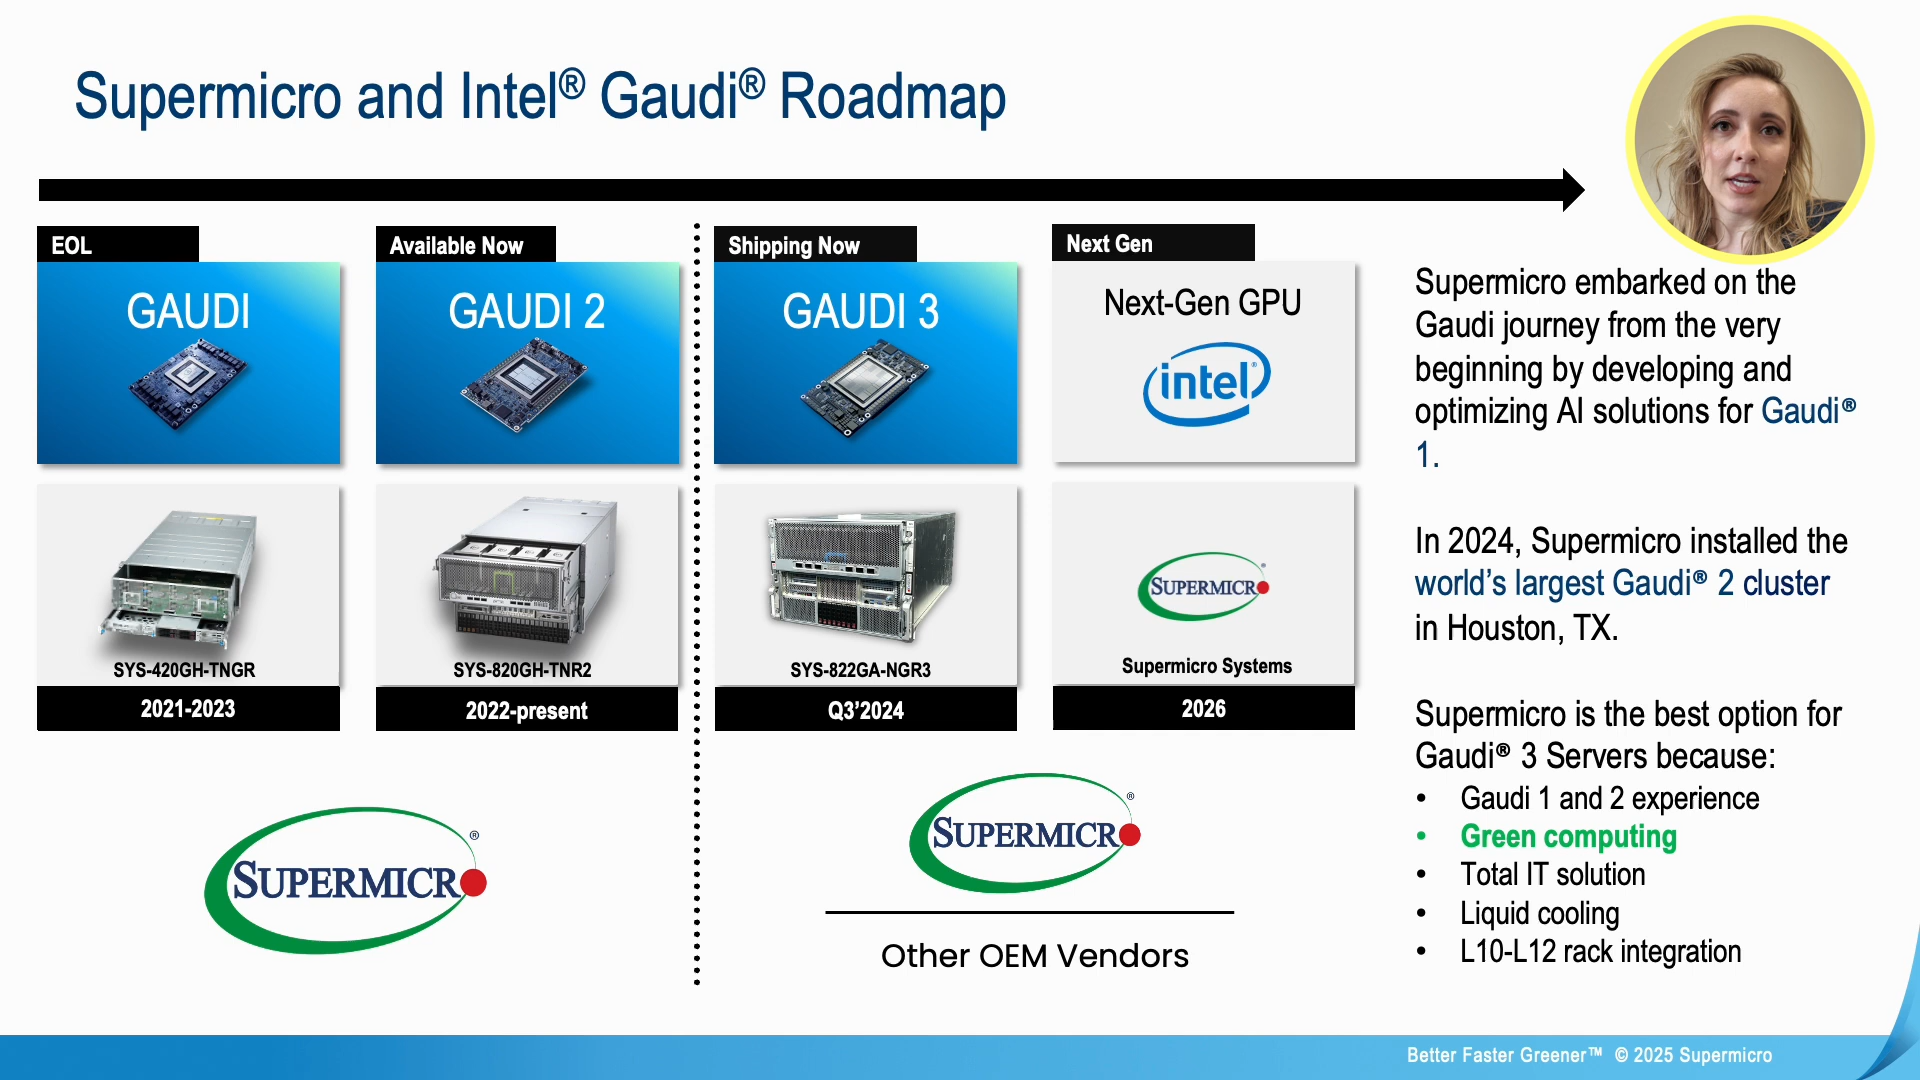 Supermicro and Intel® Gaudi® Roadmap
EOL
GAUDI
SYS-420GH-TNGR
2021-2023
Available Now
GAUDI 2
SYS-820GH-TNR2
2022-present
Shipping Now
GAUDI 3
SYS-822GA-NGR3
Q3’2024
Next Gen
Next-Gen GPU
intel®
SUPERMICRO®
Supermicro Systems
2026
SUPERMICRO®
SUPERMICRO®
Other OEM Vendors
Supermicro embarked on the
Gaudi journey from the very
beginning by developing and
optimizing AI solutions for Gaudi®
1.
In 2024, Supermicro installed the
world’s largest Gaudi® 2 cluster
in Houston, TX.
Supermicro is the best option for
Gaudi® 3 Servers because:
• Gaudi 1 and 2 experience
• Green computing
• Total IT solution
• Liquid cooling
• L10-L12 rack integration
Better Faster Greener™ © 2025 Supermicro